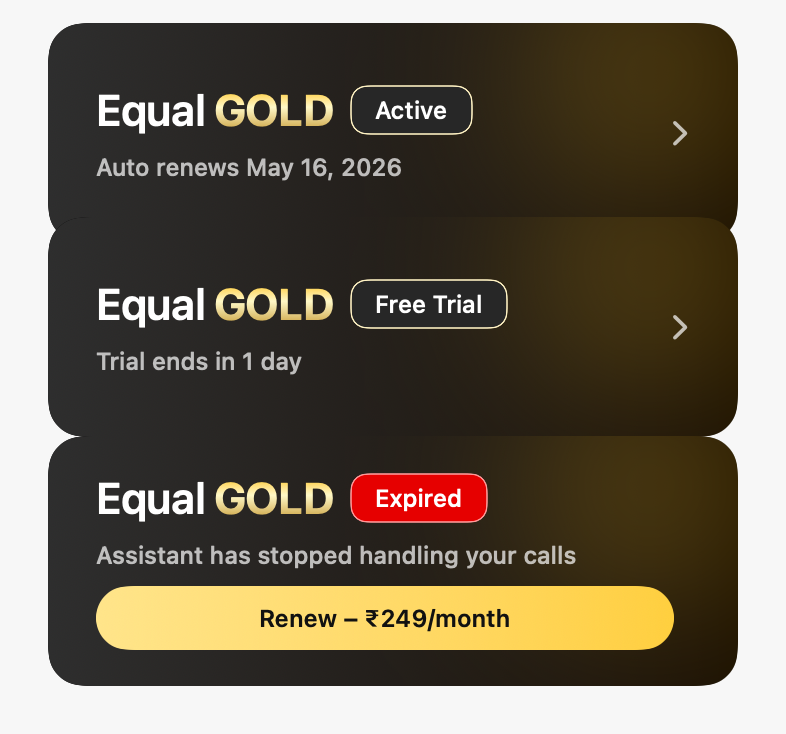 Equal GOLD Active
Auto renews May 16, 2026
Equal GOLD Free Trial
Trial ends in 1 day
Equal GOLD Expired
Assistant has stopped handling your calls
Renew – ₹249/month